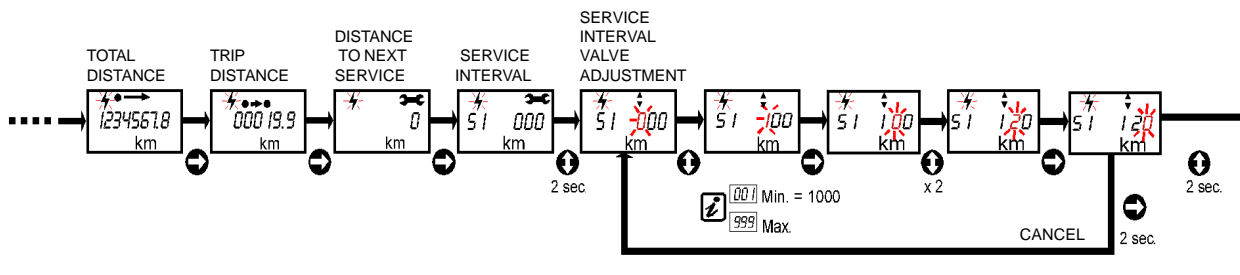 TOTAL DISTANCE
TRIP DISTANCE
DISTANCE TO NEXT SERVICE
SERVICE INTERVAL
SERVICE INTERVAL VALVE ADJUSTMENT
1234567.8
km
00019.9
km
0
km
SI 000
km
SI 000
km
SI 100
km
SI 100
km
SI 120
km
SI 120
km
2 sec.
x 2
2 sec.
i 001 Min. = 1000
999 Max.
CANCEL
2 sec.